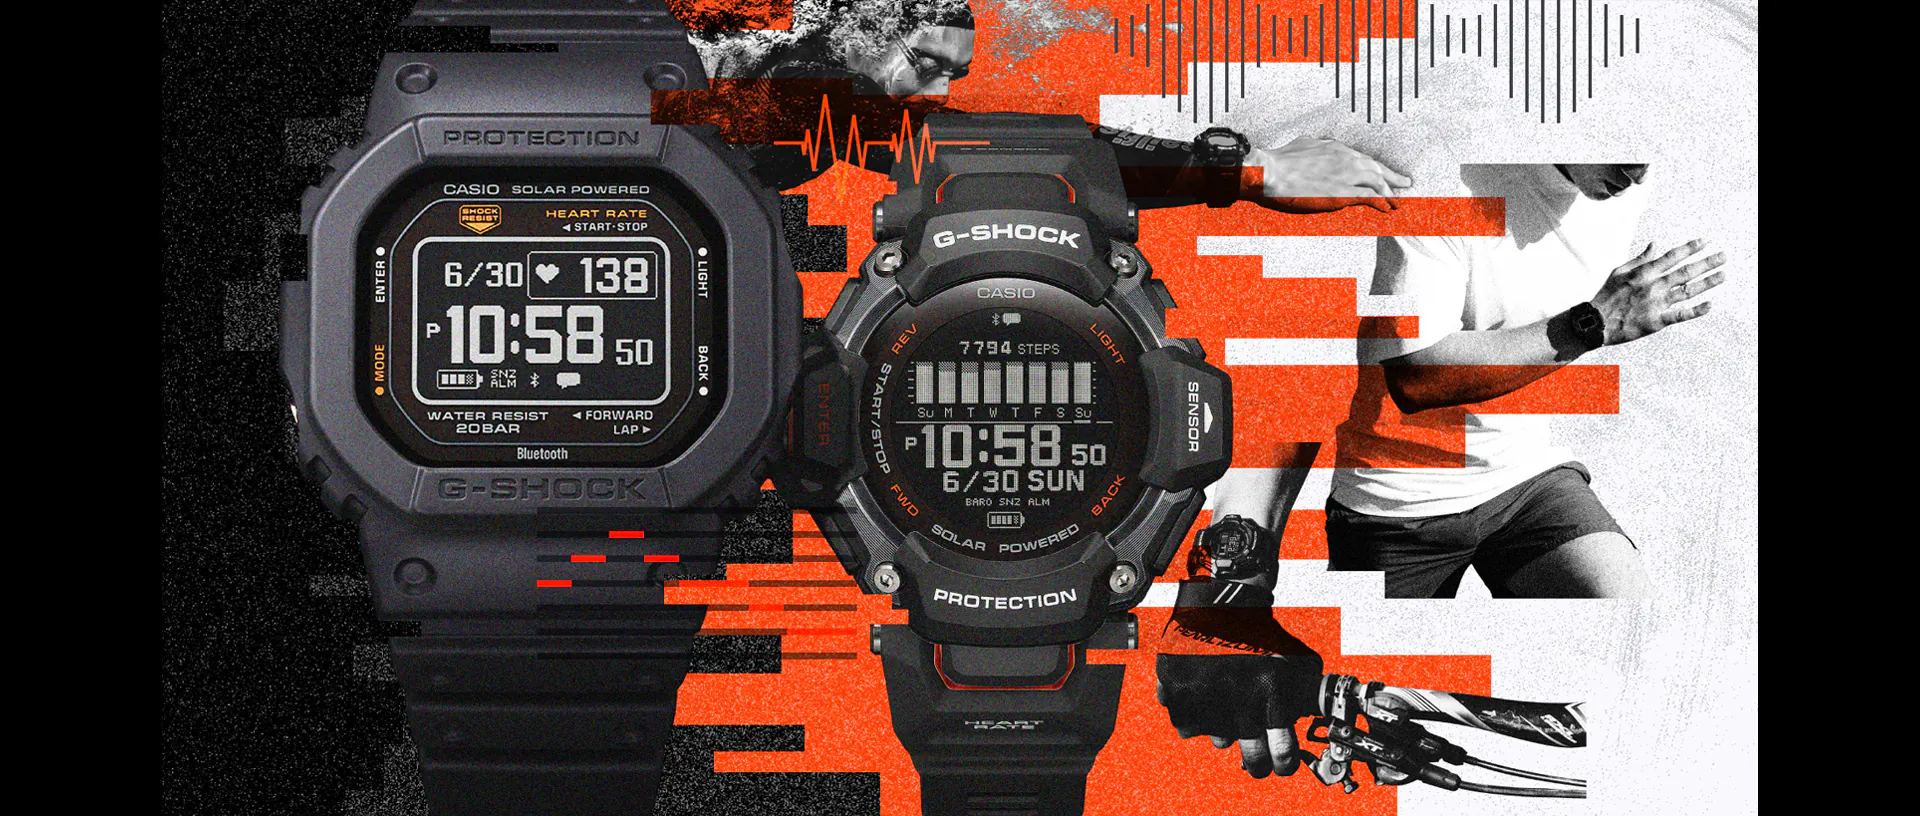 PROTECTION
CASIO SOLAR POWERED
SHOCK
RESIST
HEART RATE
◀ START·STOP
ENTER
LIGHT
6/30 ♥ 138
P 10:58 50
SNZ
ALM
MODE
BACK
WATER RESIST
20BAR
◀ FORWARD
LAP ▶
Bluetooth
G-SHOCK
G-SHOCK
CASIO
REV
LIGHT
7794 STEPS
Su M T W T F S Su
START/STOP
ENTER
SENSOR
P 10:58 50
6/30 SUN
BARO SNZ ALM
FWD
BACK
SOLAR POWERED
PROTECTION
HEART
RATE
XT
XT